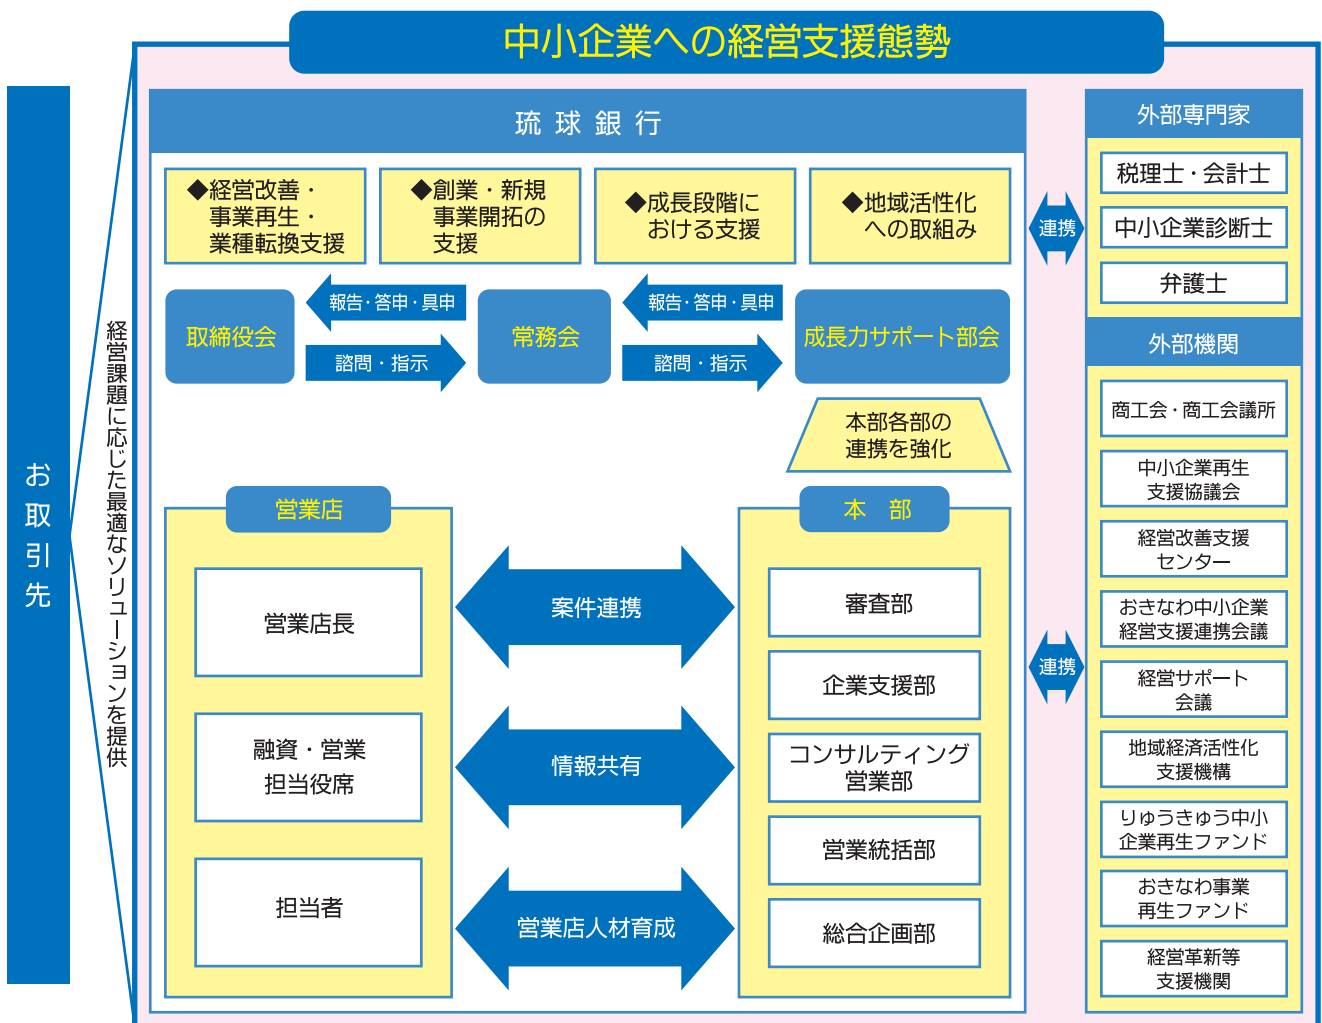 中小企業への経営支援態勢
お取引先
経営課題に応じた最適なソリューションを提供
琉球銀行
◆経営改善・
事業再生・
業種転換支援
◆創業・新規
事業開拓の
支援
◆成長段階に
おける支援
◆地域活性化
への取組み
取締役会
報告・答申・具申
諮問・指示
常務会
報告・答申・具申
諮問・指示
成長力サポート部会
本部各部の
連携を強化
営業店
営業店長
融資・営業
担当役席
担当者
案件連携
情報共有
営業店人材育成
本　部
審査部
企業支援部
コンサルティング
営業部
営業統括部
総合企画部
連携
連携
外部専門家
税理士・会計士
中小企業診断士
弁護士
外部機関
商工会・商工会議所
中小企業再生
支援協議会
経営改善支援
センター
おきなわ中小企業
経営支援連携会議
経営サポート
会議
地域経済活性化
支援機構
りゅうきゅう中小
企業再生ファンド
おきなわ事業
再生ファンド
経営革新等
支援機関